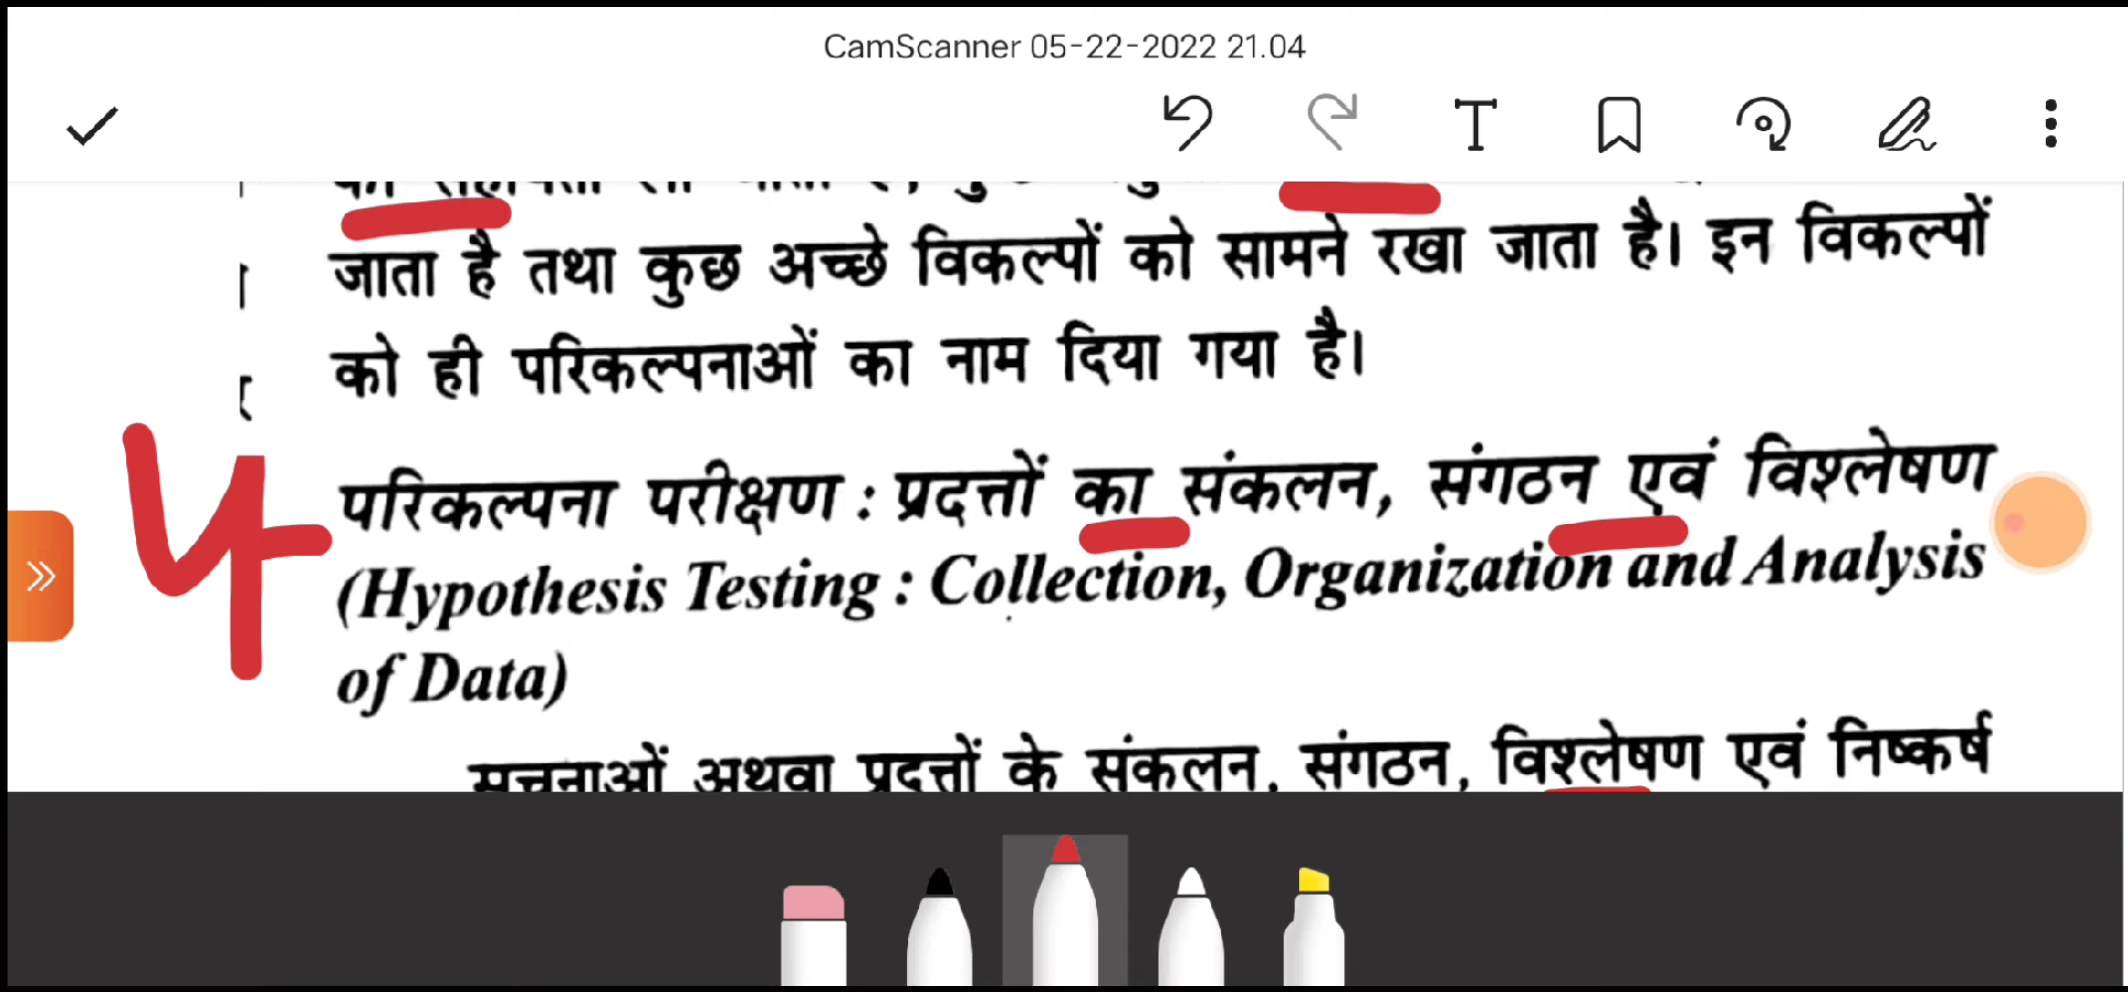 CamScanner 05-22-2022 21.04
जाता है तथा कुछ अच्छे विकल्पों को सामने रखा जाता है। इन विकल्पों
को ही परिकल्पनाओं का नाम दिया गया है।
4
परिकल्पना परीक्षण : प्रदत्तों का संकलन, संगठन एवं विश्लेषण
(Hypothesis Testing : Collection, Organization and Analysis
of Data)
सूचनाओं अथवा प्रदत्तों के संकलन, संगठन, विश्लेषण एवं निष्कर्ष